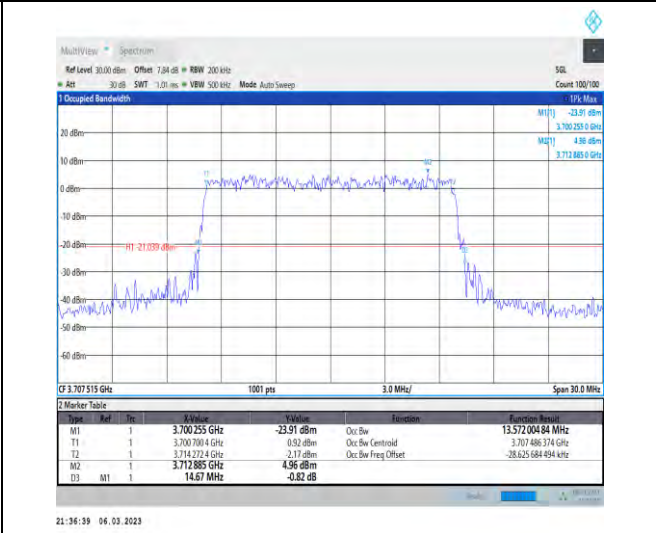 MultiView Spectrum
Ref Level 30.00 dBm Offset 7.84 dB RBW 200 kHz SGL
Att 30 dB SWT 1.01 ms VBW 500 kHz Mode Auto Sweep Count 100/100
1 Occupied Bandwidth 1Pk Max
M1[1] -23.91 dBm
3.700 255 0 GHz
M2[1] 4.96 dBm
3.712 885 0 GHz
20 dBm
10 dBm
0 dBm
-10 dBm
-20 dBm
H1 -21.039 dBm
-30 dBm
-40 dBm
-50 dBm
-60 dBm
T1
M2
CF 3.707 515 GHz 1001 pts 3.0 MHz/ Span 30.0 MHz
2 Marker Table
Type Ref Trc X-Value Y-Value Function Function Result
M1 1 3.700 255 GHz -23.91 dBm Occ Bw 13.572 004 84 MHz
T1 1 3.700 700 4 GHz 0.92 dBm Occ Bw Centroid 3.707 486 374 GHz
T2 1 3.714 272 4 GHz -2.17 dBm Occ Bw Freq Offset -28.625 684 494 kHz
M2 1 3.712 885 GHz 4.96 dBm
D3 M1 1 14.67 MHz -0.82 dB
21:36:39 06.03.2023